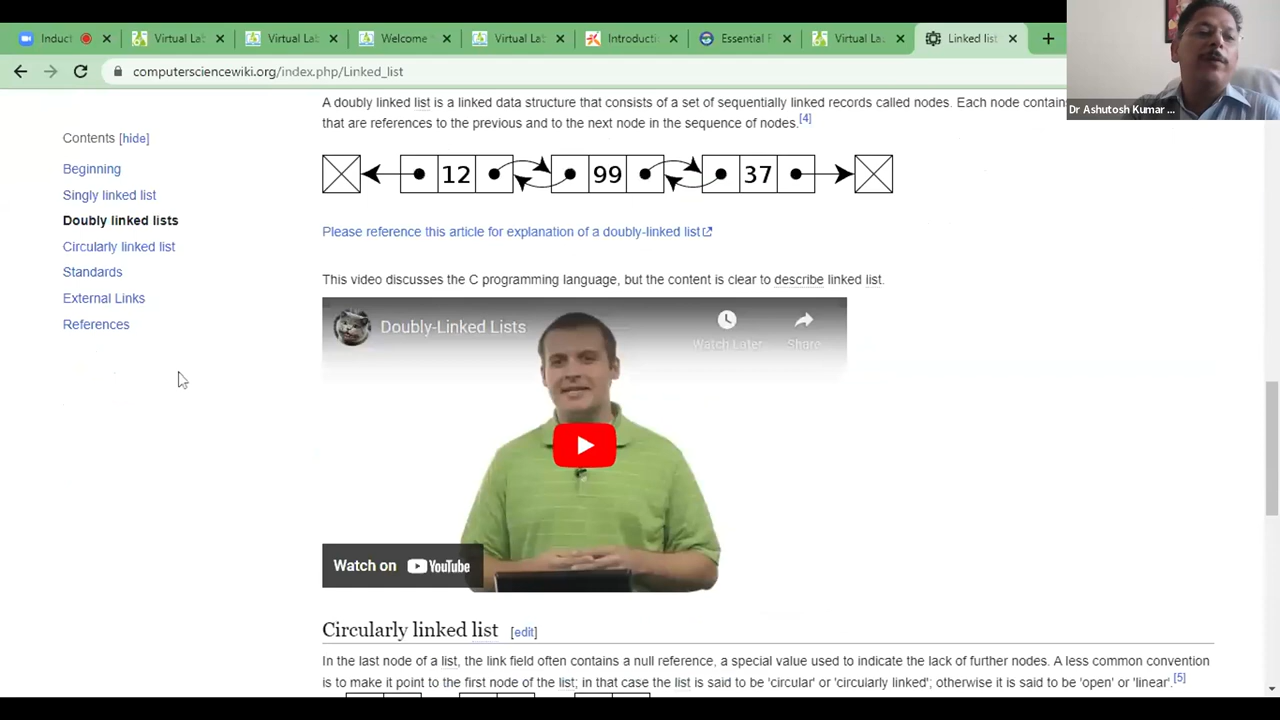 Induct
Virtual La
Virtual La
Welcome
Virtual La
Introducti
Essential F
Virtual La
Linked list
computersciencewiki.org/index.php/Linked_list
Dr Ashutosh Kumar ...
A doubly linked list is a linked data structure that consists of a set of sequentially linked records called nodes. Each node contain
that are references to the previous and to the next node in the sequence of nodes.[4]
Contents [hide]
Beginning
Singly linked list
Doubly linked lists
Circularly linked list
Standards
External Links
References
12 99 37
Please reference this article for explanation of a doubly-linked list
This video discusses the C programming language, but the content is clear to describe linked list.
Doubly-Linked Lists
Watch Later
Share
Watch on YouTube
Circularly linked list [edit]
In the last node of a list, the link field often contains a null reference, a special value used to indicate the lack of further nodes. A less common convention
is to make it point to the first node of the list; in that case the list is said to be 'circular' or 'circularly linked'; otherwise it is said to be 'open' or 'linear'.[5]